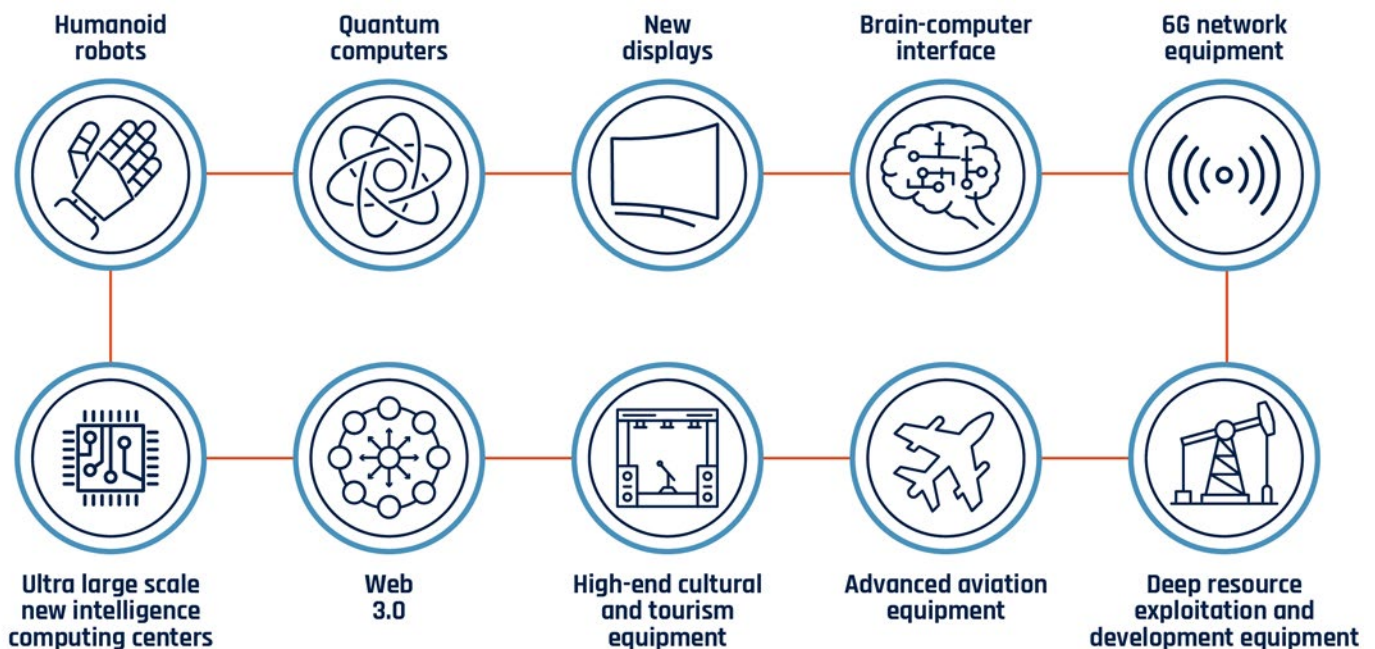 Humanoid
robots
Quantum
computers
New
displays
Brain-computer
interface
6G network
equipment
Ultra large scale
new intelligence
computing centers
Web
3.0
High-end cultural
and tourism
equipment
Advanced aviation
equipment
Deep resource
exploitation and
development equipment